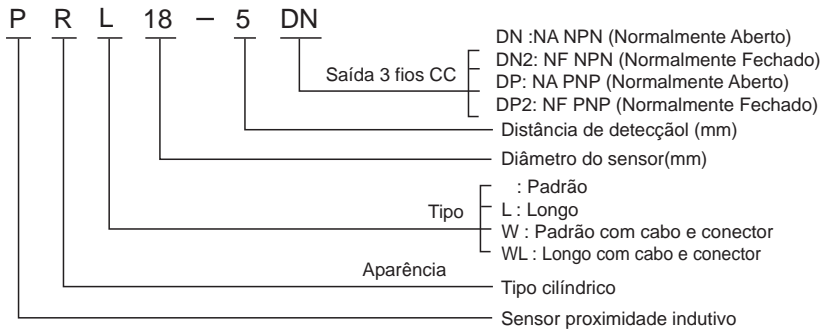 P R L 18 – 5 DN
DN :NA NPN (Normalmente Aberto)
DN2: NF NPN (Normalmente Fechado)
Saída 3 fios CC
DP: NA PNP (Normalmente Aberto)
DP2: NF PNP (Normalmente Fechado)
Distância de detecçãol (mm)
Diâmetro do sensor(mm)
: Padrão
Tipo
L : Longo
W : Padrão com cabo e conector
WL : Longo com cabo e conector
Aparência
Tipo cilíndrico
Sensor proximidade indutivo